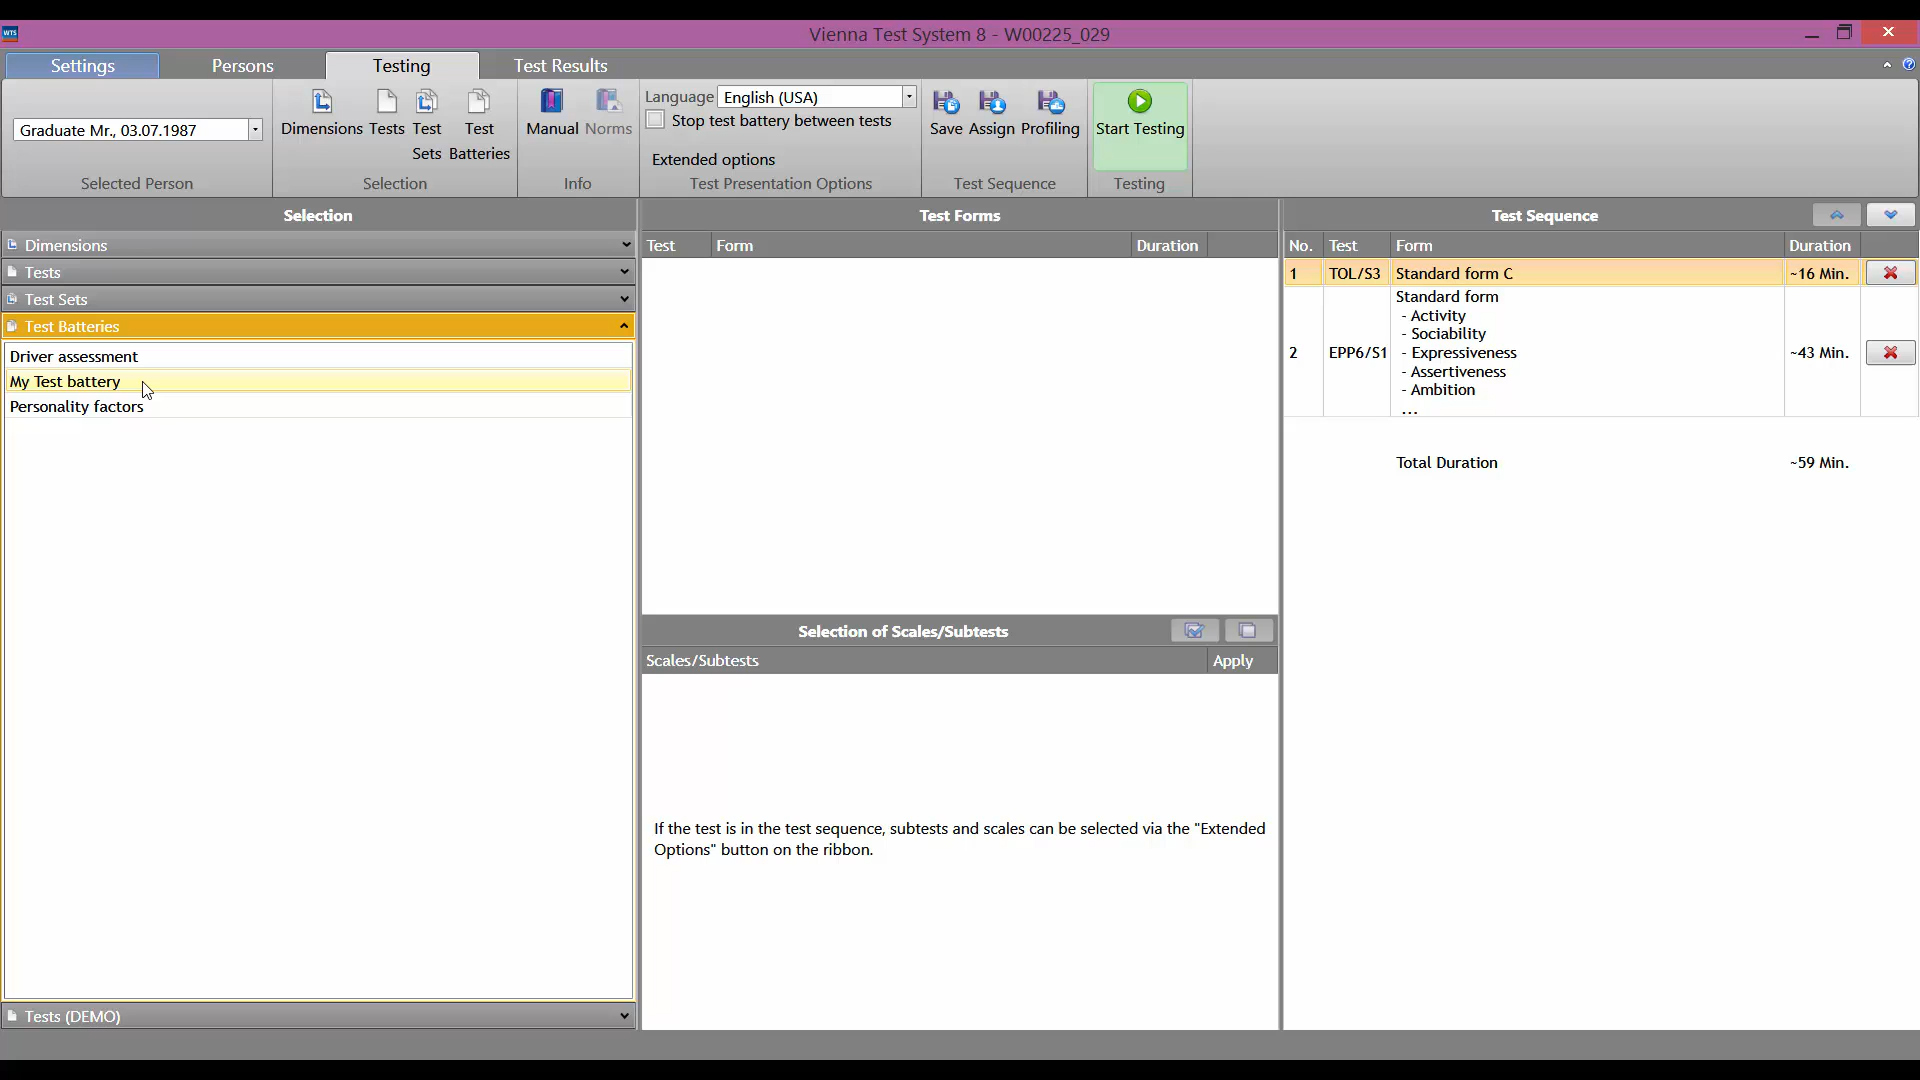 WTS
Vienna Test System 8 - W00225_029
Settings
Persons
Testing
Test Results
Graduate Mr., 03.07.1987
Selected Person
Dimensions
Tests
Test Sets
Test Batteries
Selection
Manual
Norms
Info
Language English (USA)
Stop test battery between tests
Extended options
Test Presentation Options
Save
Assign
Profiling
Test Sequence
Start Testing
Testing
Selection
Dimensions
Tests
Test Sets
Test Batteries
Driver assessment
My Test battery
Personality factors
Tests (DEMO)
Test Forms
Test Form Duration
Selection of Scales/Subtests
Scales/Subtests Apply
If the test is in the test sequence, subtests and scales can be selected via the "Extended
Options" button on the ribbon.
Test Sequence
No. Test Form Duration
1 TOL/S3 Standard form C ~16 Min.
Standard form
- Activity
- Sociability
2 EPP6/S1 - Expressiveness ~43 Min.
- Assertiveness
- Ambition
...
Total Duration ~59 Min.